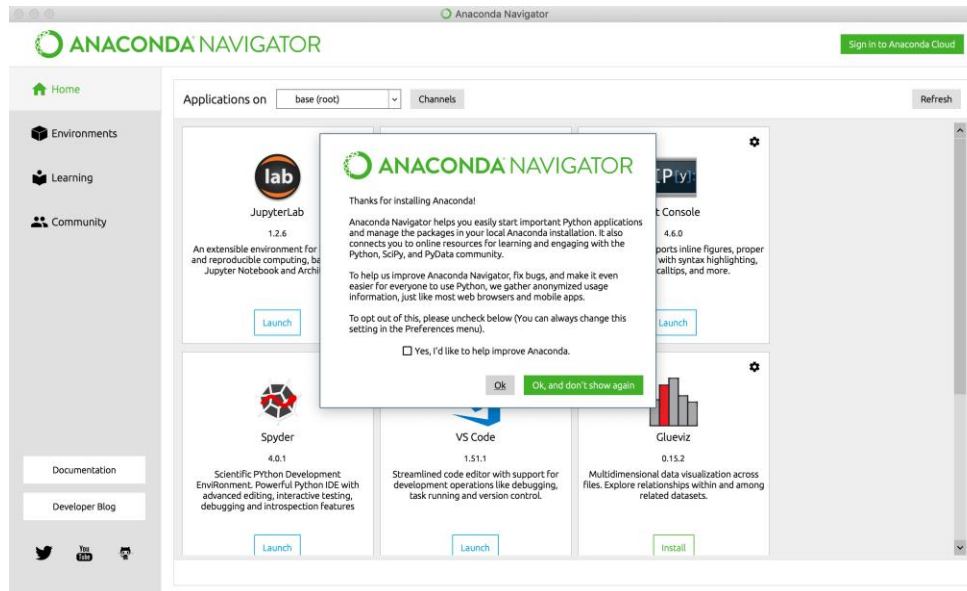 Anaconda Navigator
ANACONDA NAVIGATOR
Sign in to Anaconda Cloud
Home
Environments
Learning
Community
Documentation
Developer Blog
You
Tube
Applications on
base (root)
Channels
Refresh
lab
JupyterLab
1.2.6
An extensible environment for
and reproducible computing, ba
Jupyter Notebook and Archi
Launch
ANACONDA NAVIGATOR
Thanks for installing Anaconda!
Anaconda Navigator helps you easily start important Python applications
and manage the packages in your local Anaconda installation. It also
connects you to online resources for learning and engaging with the
Python, SciPy, and PyData community.
To help us improve Anaconda Navigator, fix bugs, and make it even
easier for everyone to use Python, we gather anonymized usage
information, just like most web browsers and mobile apps.
To opt out of this, please uncheck below (You can always change this
setting in the Preferences menu).
Yes, I'd like to help improve Anaconda.
Ok
Ok, and don't show again
IP[y]:
t Console
4.6.0
ports inline figures, proper
with syntax highlighting,
calltips, and more.
Launch
Spyder
4.0.1
Scientific PYthon Development
EnviRonment. Powerful Python IDE with
advanced editing, interactive testing,
debugging and introspection features
Launch
VS Code
1.51.1
Streamlined code editor with support for
development operations like debugging,
task running and version control.
Launch
Glueviz
0.15.2
Multidimensional data visualization across
files. Explore relationships within and among
related datasets.
Install